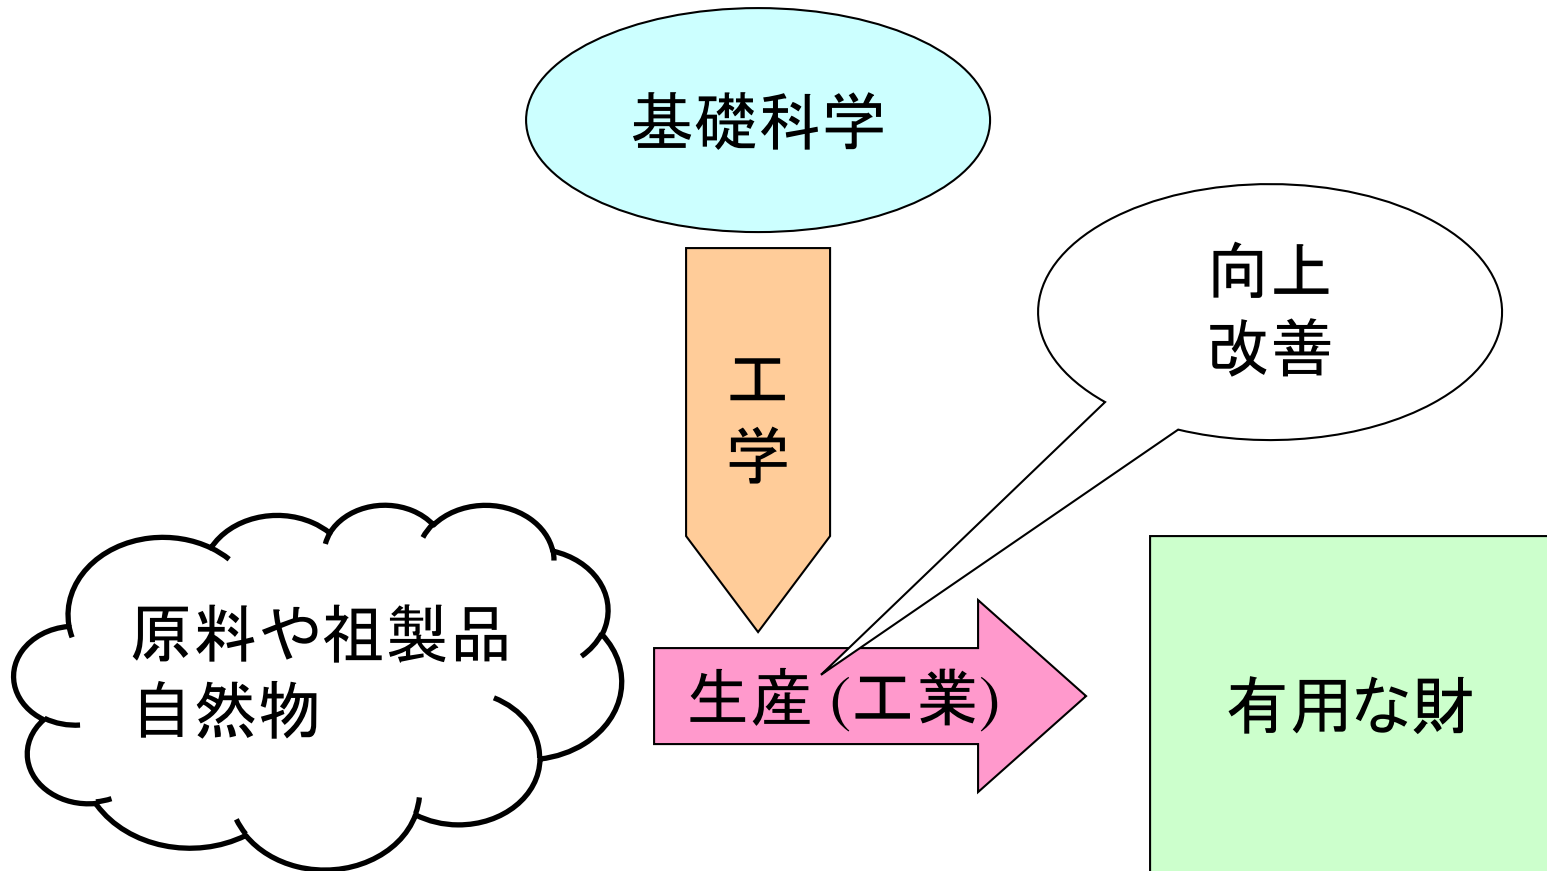 基礎科学
向上
改善
工
学
原料や祖製品
自然物
生産 (工業)
有用な財